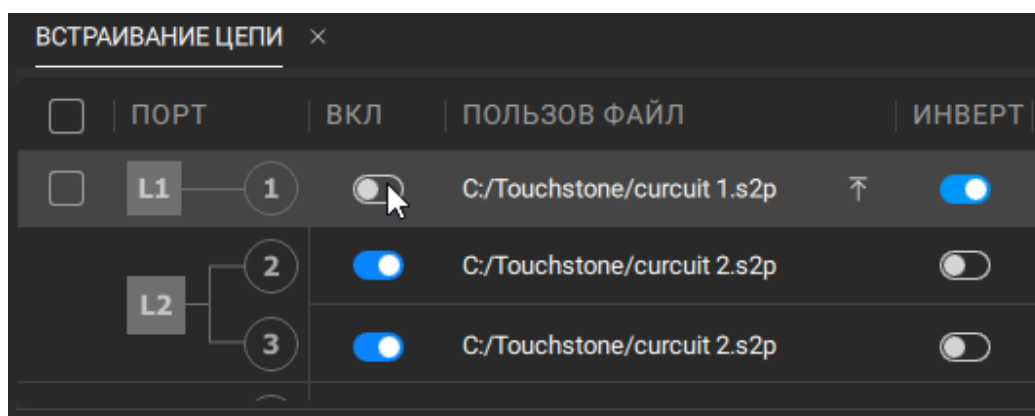 ВСТРАИВАНИЕ ЦЕПИ ×
ПОРТ ВКЛ ПОЛЬЗОВ ФАЙЛ ИНВЕРТ
L1 1 C:/Touchstone/curcuit 1.s2p
2 C:/Touchstone/curcuit 2.s2p
L2
3 C:/Touchstone/curcuit 2.s2p